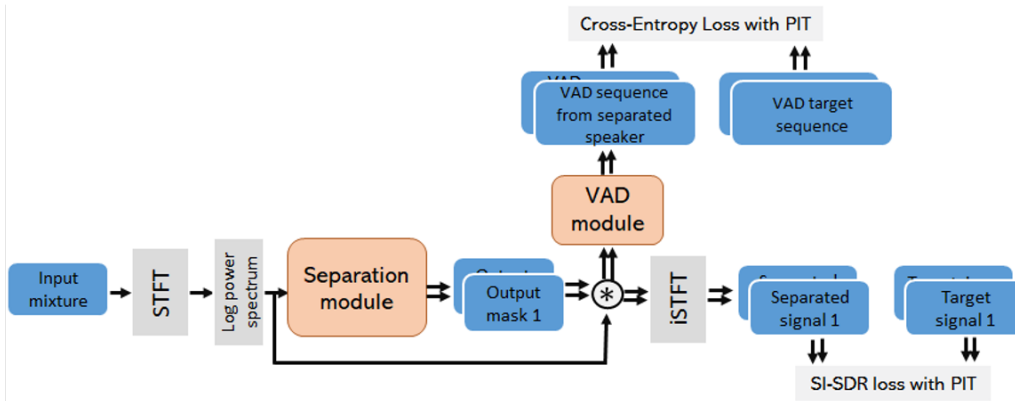 Cross-Entropy Loss with PIT
VAD
VAD sequence
from separated
speaker
VAD target
sequence
VAD
module
Input
mixture
STFT
Log power
spectrum
Separation
module
Output
mask 1
*
iSTFT
Separated
signal 1
Target
signal 1
SI-SDR loss with PIT